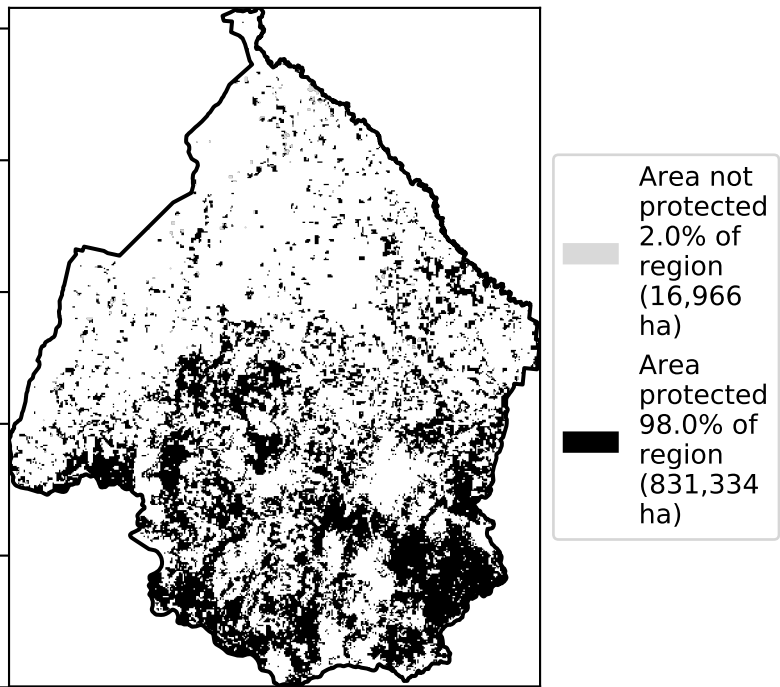 Area not
protected
2.0% of
region
(16,966
ha)
Area
protected
98.0% of
region
(831,334
ha)